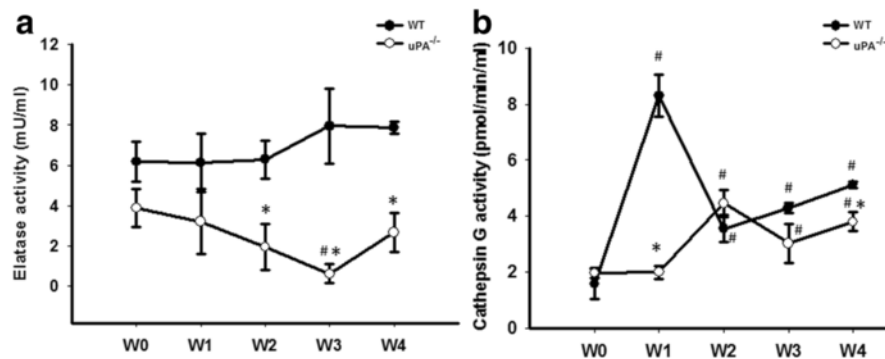 a
WT
uPA-/-
Elatase activity (mU/ml)
12
10
8
6
4
2
0
*
# *
*
W0 W1 W2 W3 W4
b
WT
uPA-/-
Cathepsin G activity (pmol/min/ml)
10
8
6
4
2
0
#
*
#
#
#
#
#
# *
W0 W1 W2 W3 W4